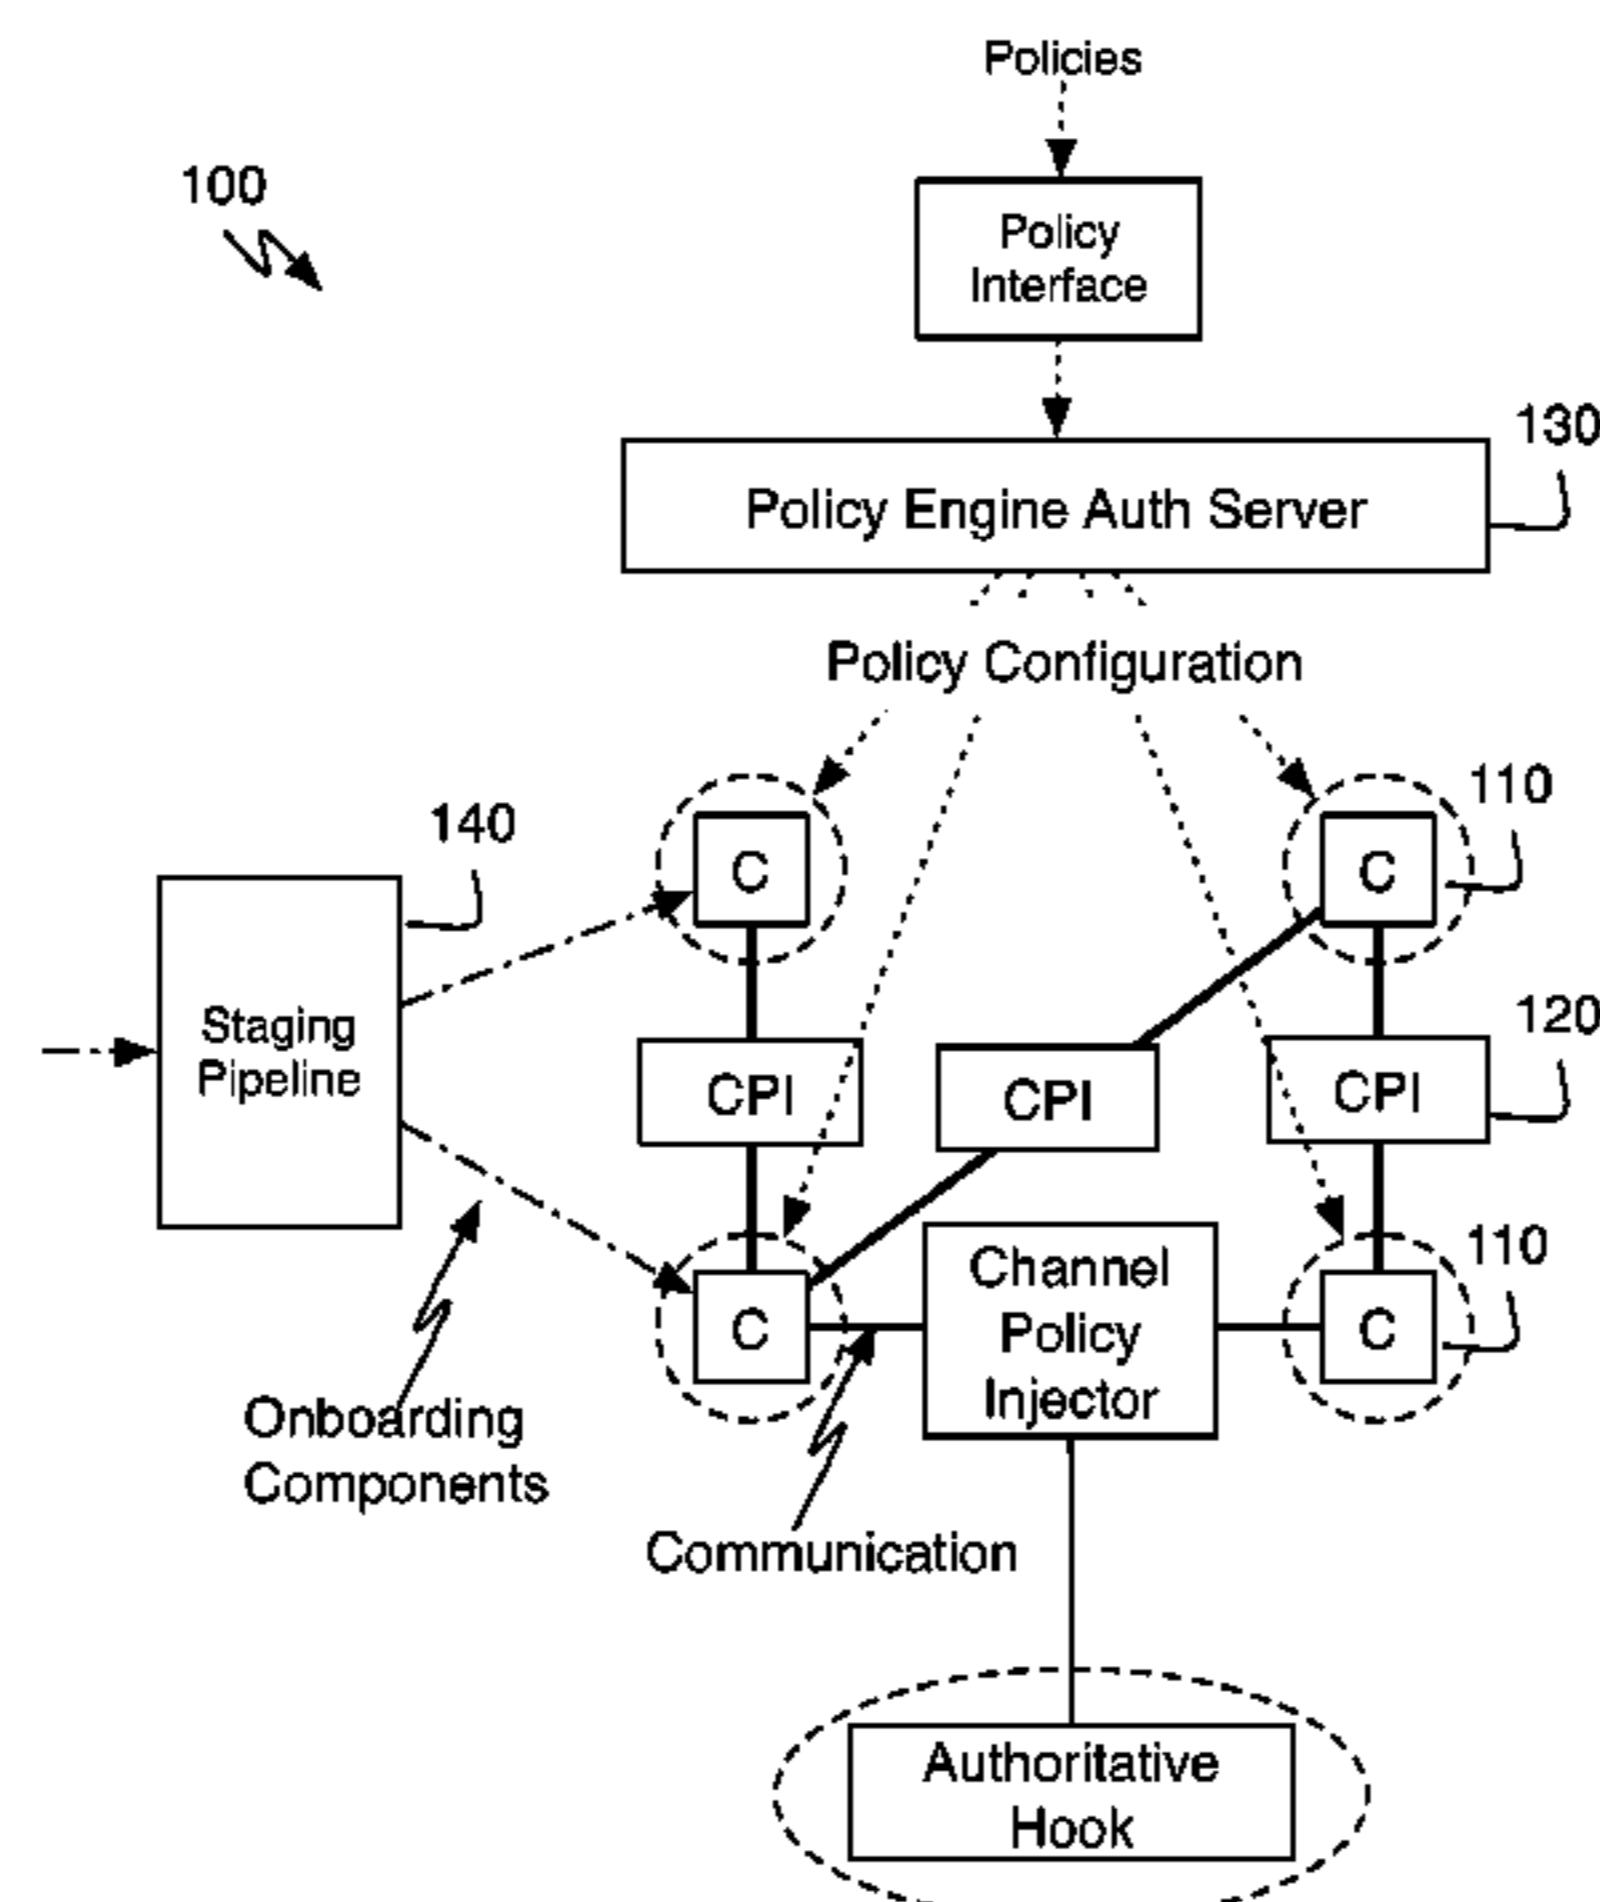 Policies
100
Policy
Interface
130
Policy Engine Auth Server
Policy Configuration
140
C
C
110
Staging
Pipeline
CPI
CPI
CPI
120
C
Channel
Policy
Injector
C
110
Onboarding
Components
Communication
Authoritative
Hook